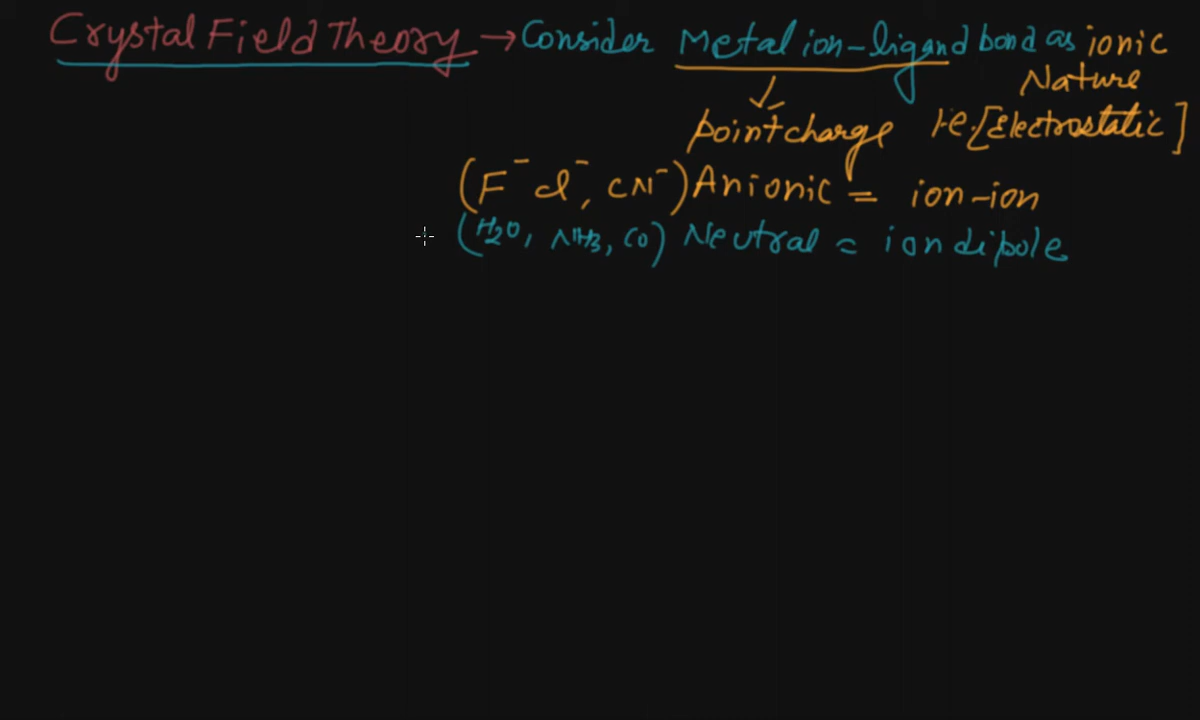 Crystal Field Theory → Consider Metal ion-ligand bond as ionic
Nature
pointcharge i.e. [Electrostatic]
(F⁻ Cl⁻, CN⁻) Anionic = ion-ion
(H₂O, NH₃, CO) Neutral = ion dipole